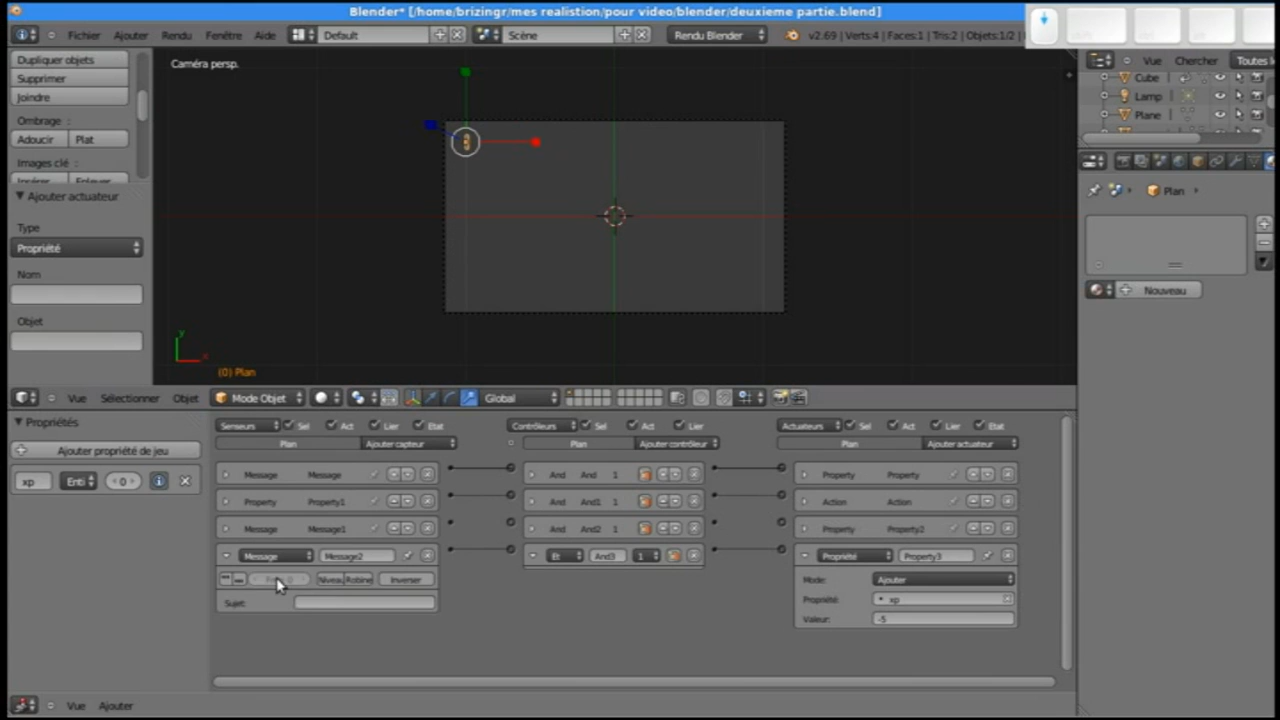 Blender* [/home/brizingr/mes realistion/pour video/blender/deuxieme partie.blend]
Fichier Ajouter Rendu Fenêtre Aide Default Scène Rendu Blender v2.69 | Verts:4 | Faces:1 | Tris:2 | Objets:1/2 |
Dupliquer objets
Supprimer
Joindre
Ombrage:
Adoucir Plat
Images clé :
Insérer Enlever
Ajouter actuateur
Type
Propriété
Nom
Objet
Caméra persp.
y
x
(0) Plan
Vue Chercher Toutes l
Cube
Lamp
Plane
Plan
Nouveau
Vue Sélectionner Ajouter Objet Mode Objet Global
Propriétés
Ajouter propriété de jeu
xp Enti 0
Senseurs Sel Act Lier Etat
Plan Ajouter capteur
Message Message
Property Property1
Message Message1
Message Message2
Niveau Robine Inverser
Sujet:
Contrôleurs Sel Act Lier
Plan Ajouter contrôleur
And And 1
And And1 1
And And2 1
Et And3 1
Actuateurs Sel Act Lier Etat
Plan Ajouter actuateur
Property Property
Action Action
Property Property2
Propriété Property3
Mode: Ajouter
Propriété: xp
Valeur: -5
Vue Ajouter